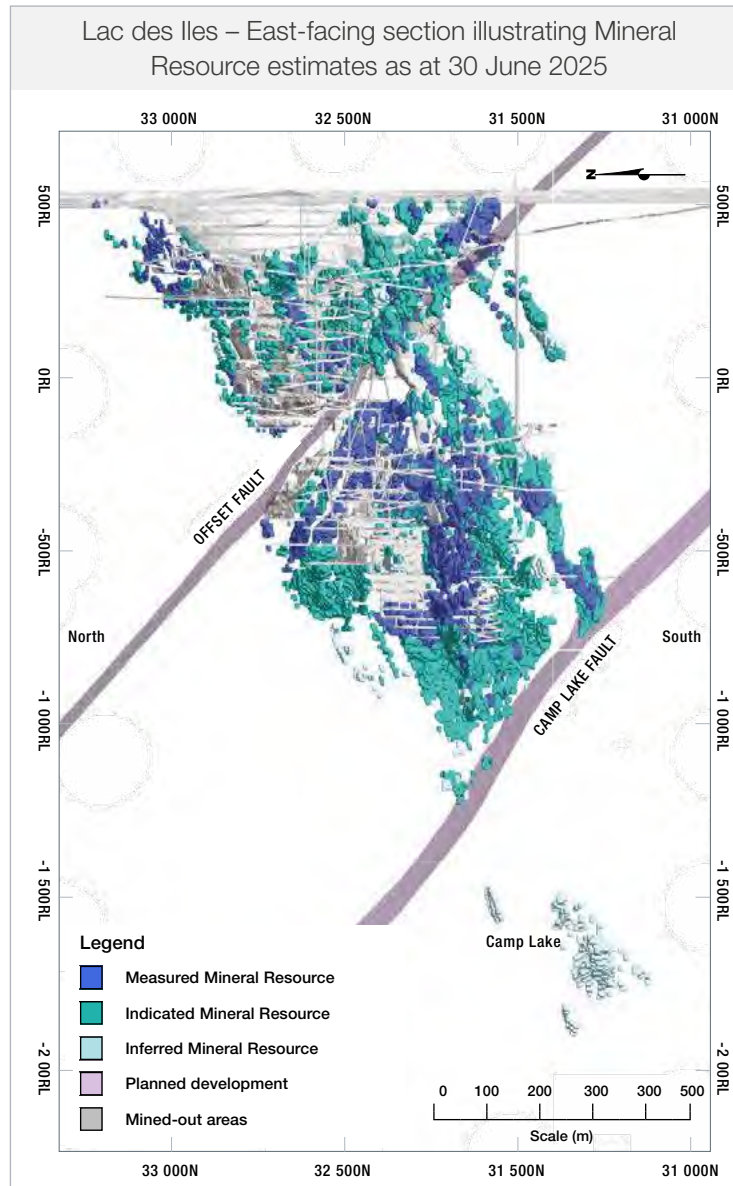 Lac des Iles – East-facing section illustrating Mineral
Resource estimates as at 30 June 2025
33 000N 32 500N 31 500N 31 000N
N
500RL 500RL
0RL 0RL
OFFSET FAULT
-500RL -500RL
North South
CAMP LAKE FAULT
-1 000RL -1 000RL
-1 500RL -1 500RL
Camp Lake
Legend
Measured Mineral Resource
Indicated Mineral Resource
Inferred Mineral Resource
Planned development
Mined-out areas
-2 00RL -2 00RL
0 100 200 300 300 500
Scale (m)
33 000N 32 500N 31 500N 31 000N